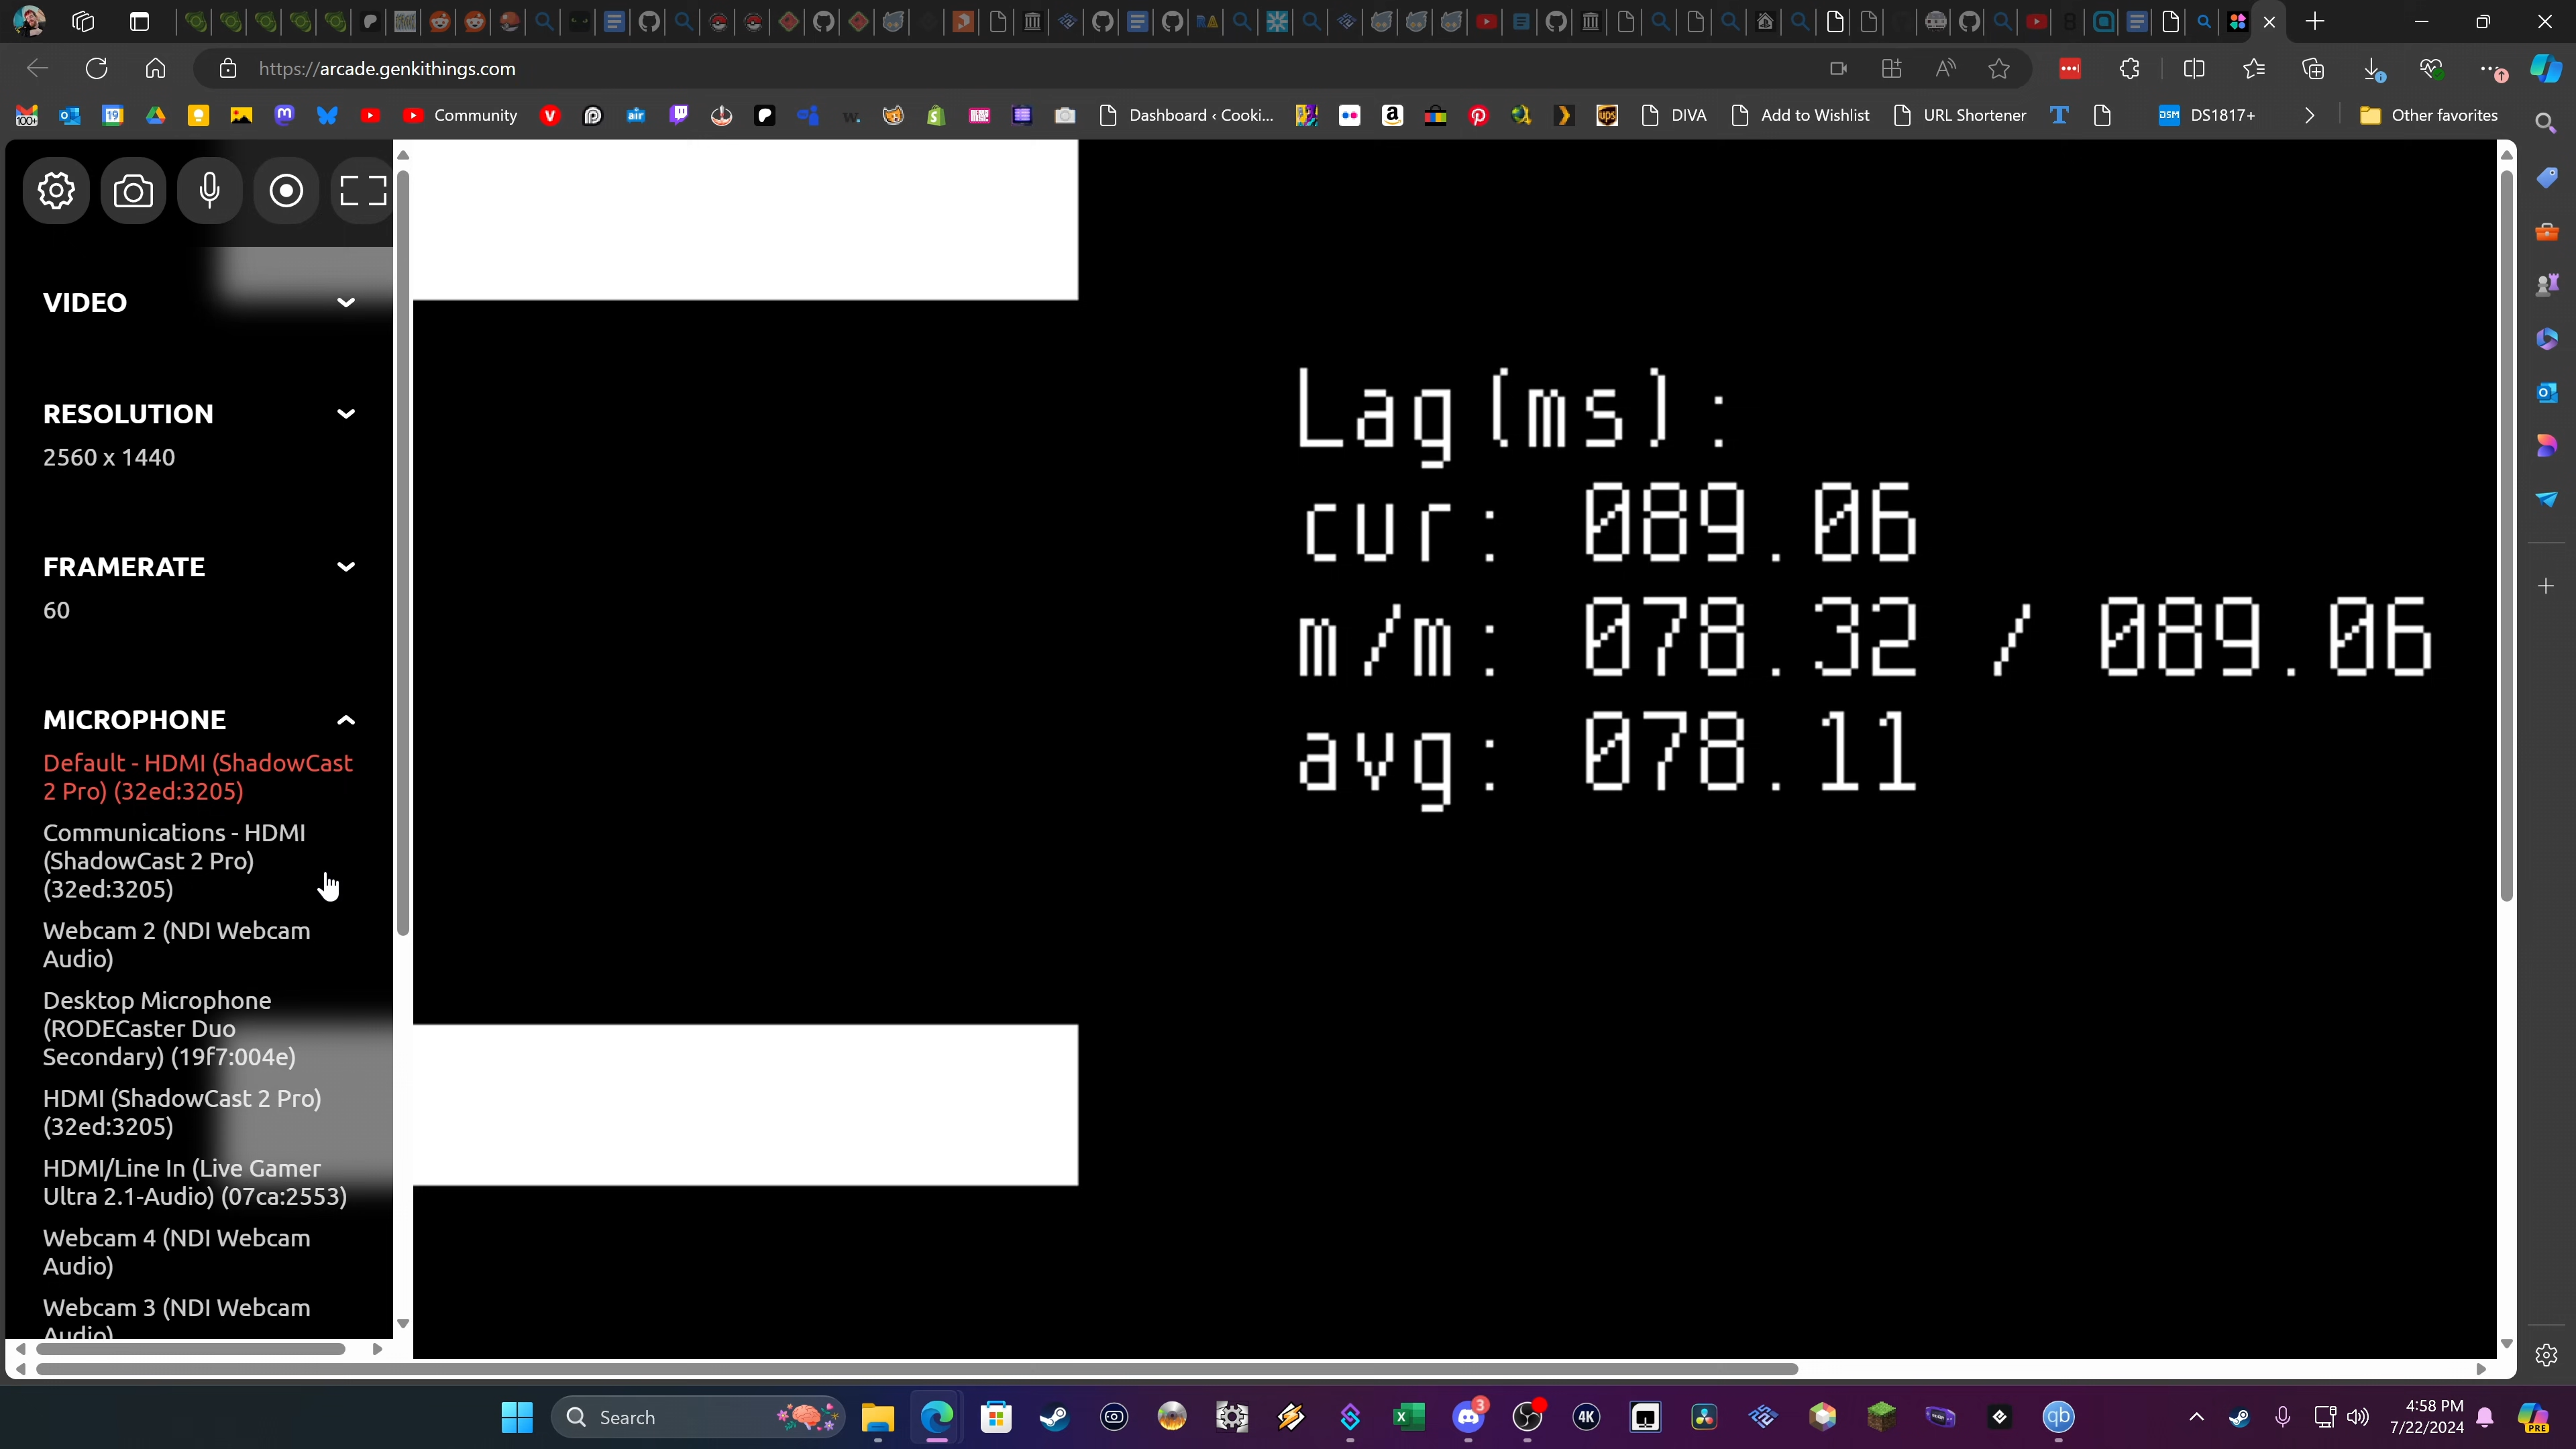 https://arcade.genkithings.com
Community
Dashboard ‹ Cooki...
DIVA
Add to Wishlist
URL Shortener
DS1817+
Other favorites
VIDEO
RESOLUTION
2560 x 1440
FRAMERATE
60
MICROPHONE
Default - HDMI (ShadowCast
2 Pro) (32ed:3205)
Communications - HDMI
(ShadowCast 2 Pro)
(32ed:3205)
Webcam 2 (NDI Webcam
Audio)
Desktop Microphone
(RODECaster Duo
Secondary) (19f7:004e)
HDMI (ShadowCast 2 Pro)
(32ed:3205)
HDMI/Line In (Live Gamer
Ultra 2.1-Audio) (07ca:2553)
Webcam 4 (NDI Webcam
Audio)
Webcam 3 (NDI Webcam
Audio)
Lag(ms):
cur: 089.06
m/m: 078.32 / 089.06
avg: 078.11
Search
4:58 PM
7/22/2024